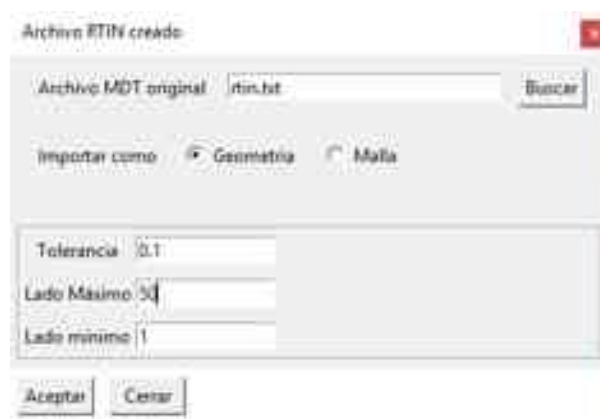 Archivo RTIN creado
Archivo MDT original rtin.txt Buscar
Importar como Geometria Malla
Tolerancia 0.1
Lado Máximo 50
Lado mínimo 1
Aceptar Cerrar